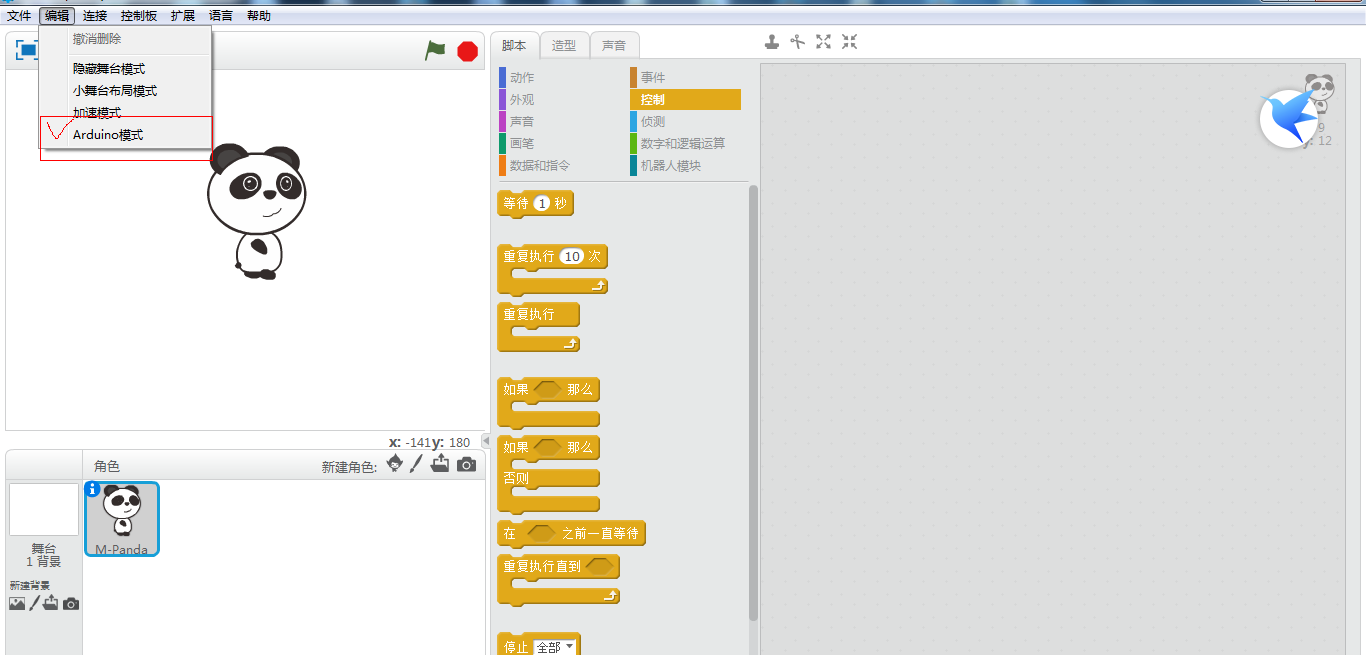 文件 编辑 连接 控制板 扩展 语言 帮助
撤消删除
隐藏舞台模式
小舞台布局模式
加速模式
Arduino模式
x: -141 y: 180
角色
新建角色:
M-Panda
舞台
1 背景
新建背景
脚本 造型 声音
动作 事件
外观 控制
声音 侦测
画笔 数字和逻辑运算
数据和指令 机器人模块
等待 1 秒
重复执行 10 次
重复执行
如果 那么
如果 那么
否则
在 之前一直等待
重复执行直到
停止 全部
9
: 12